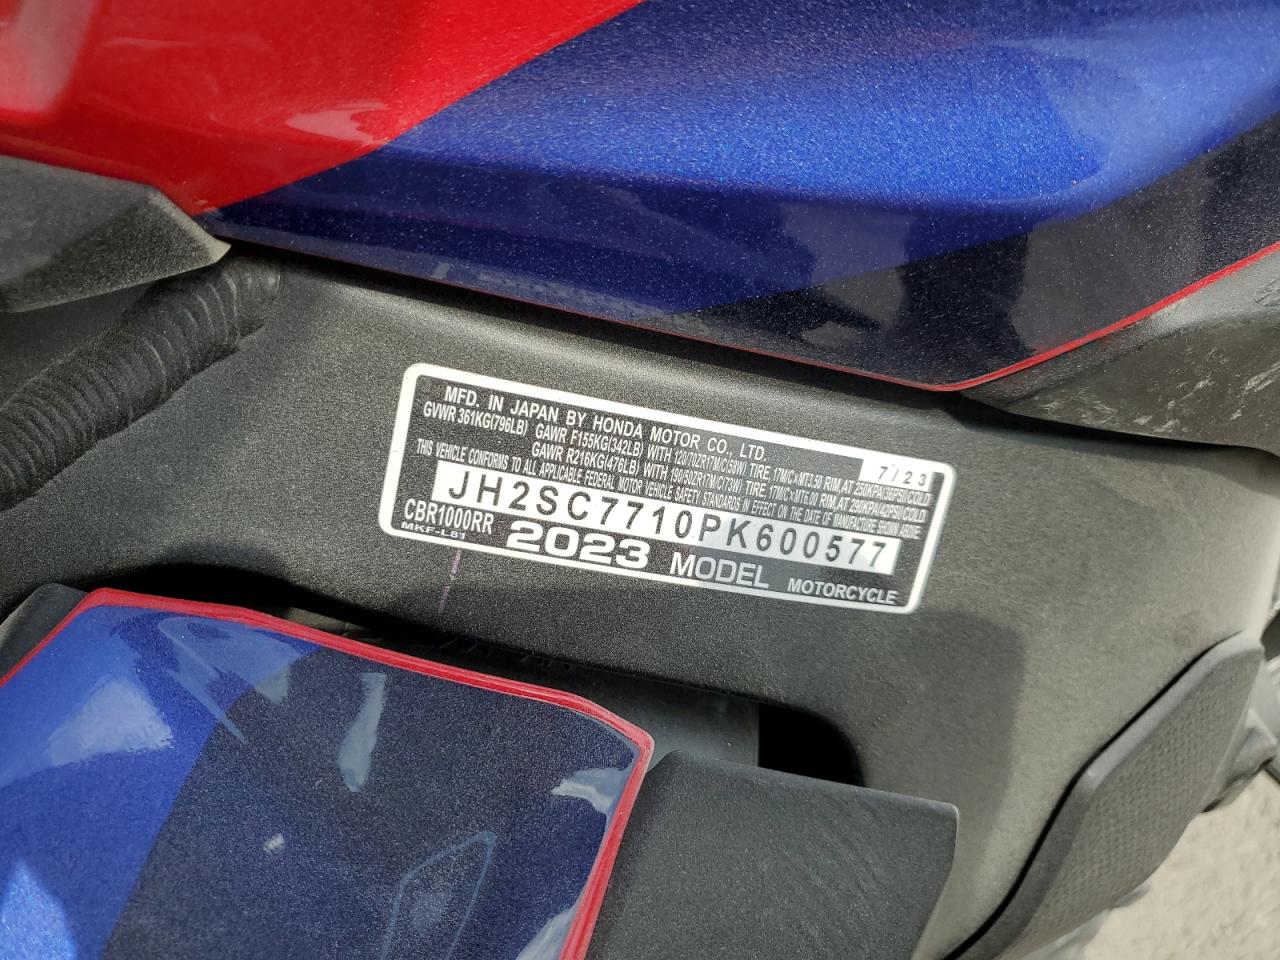 MFD. IN JAPAN BY HONDA MOTOR CO., LTD. 7/23
GVWR 361KG(796LB) GAWR F155KG(342LB) WITH 120/70ZR17M/C(58W) TIRE, 17M/CxMT3.50 RIM, AT 250KPA(36PSI) COLD
GAWR R216KG(476LB) WITH 190/50ZR17M/C(73W) TIRE, 17M/CxMT6.00 RIM, AT 290KPA(42PSI) COLD
THIS VEHICLE CONFORMS TO ALL APPLICABLE FEDERAL MOTOR VEHICLE SAFETY STANDARDS IN EFFECT ON THE DATE OF MANUFACTURE SHOWN ABOVE.
JH2SC7710PK600577
CBR1000RR 2023 MODEL MOTORCYCLE
MKF-L81